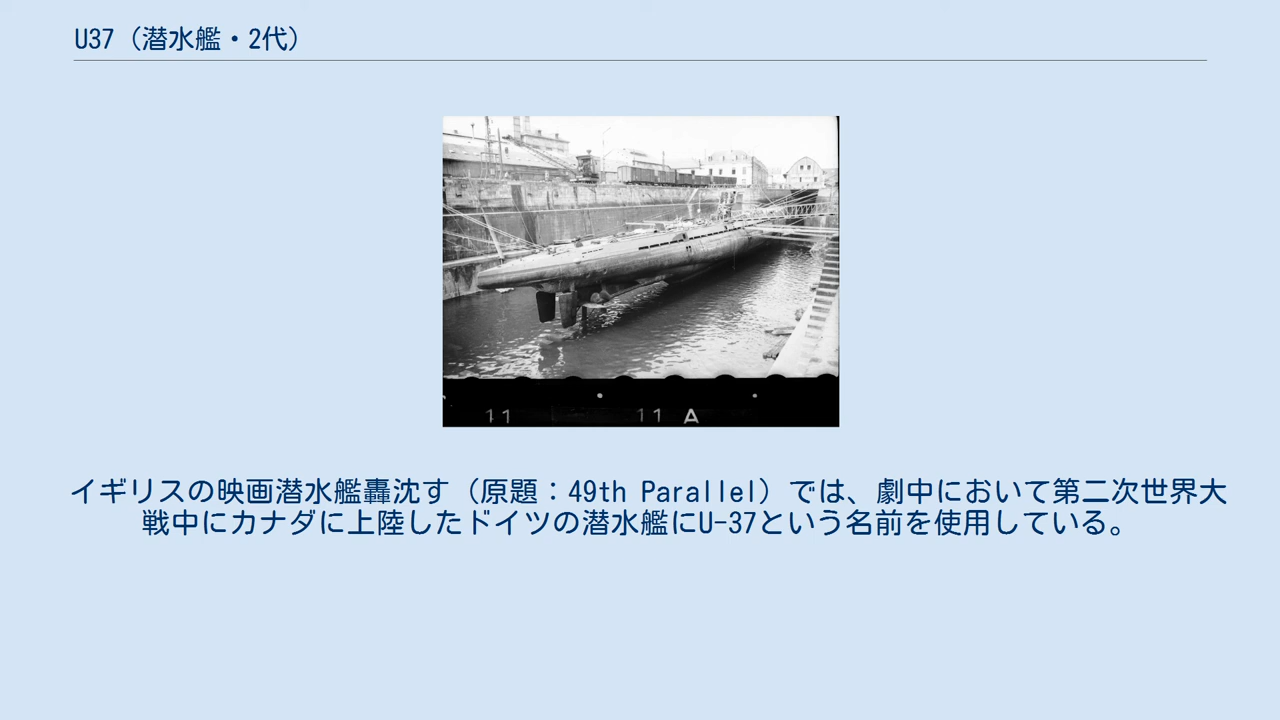 U37（潜水艦・2代）
11
11 A
イギリスの映画潜水艦轟沈す（原題：49th Parallel）では、劇中において第二次世界大
戦中にカナダに上陸したドイツの潜水艦にU-37という名前を使用している。